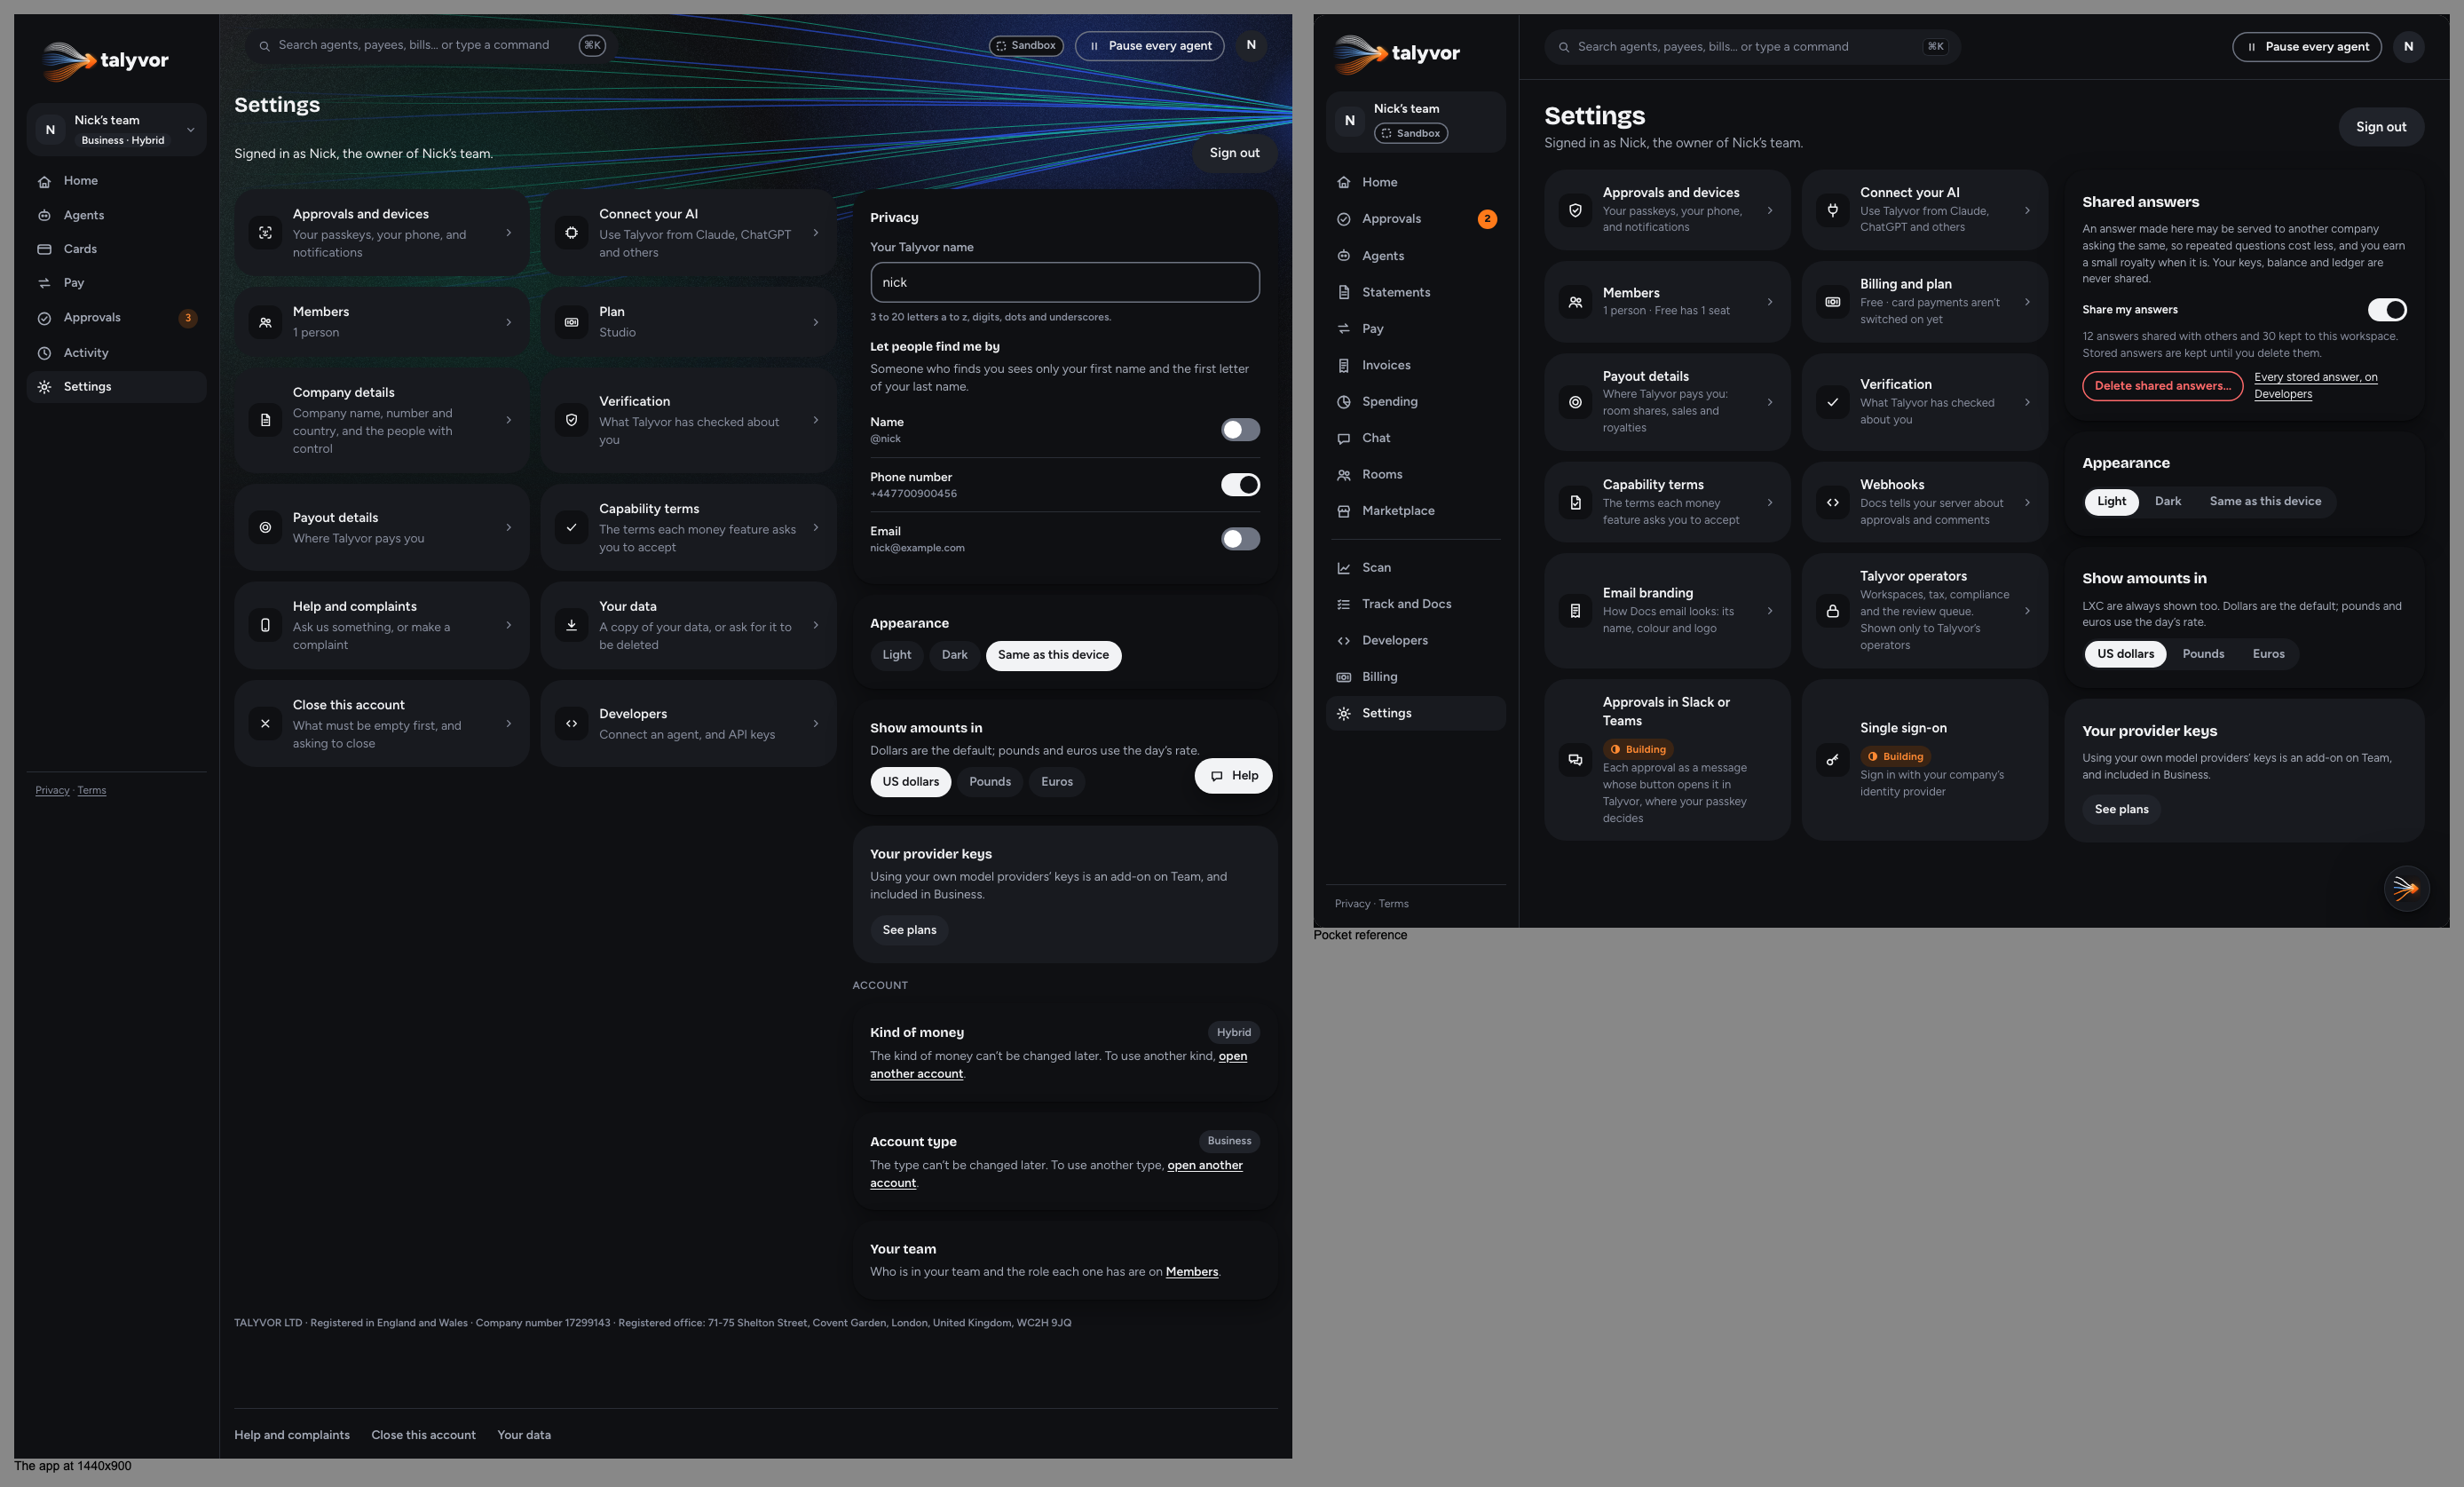 talyvor
N
Nick's team
Business · Hybrid
Home
Agents
Cards
Pay
Approvals
3
Activity
Settings
Privacy · Terms
Search agents, payees, bills... or type a command
⌘K
Sandbox
Pause every agent
N
Settings
Signed in as Nick, the owner of Nick's team.
Sign out
Approvals and devices
Your passkeys, your phone, and
notifications
Connect your AI
Use Talyvor from Claude, ChatGPT
and others
Members
1 person
Plan
Studio
Company details
Company name, number and
country, and the people with
control
Verification
What Talyvor has checked about
you
Payout details
Where Talyvor pays you
Capability terms
The terms each money feature asks
you to accept
Help and complaints
Ask us something, or make a
complaint
Your data
A copy of your data, or ask for it to
be deleted
Close this account
What must be empty first, and
asking to close
Developers
Connect an agent, and API keys
Privacy
Your Talyvor name
nick
3 to 20 letters a to z, digits, dots and underscores.
Let people find me by
Someone who finds you sees only your first name and the first letter
of your last name.
Name
@nick
Phone number
+447700900456
Email
nick@example.com
Appearance
Light
Dark
Same as this device
Show amounts in
Dollars are the default; pounds and euros use the day's rate.
US dollars
Pounds
Euros
Help
Your provider keys
Using your own model providers' keys is an add-on on Team, and
included in Business.
See plans
ACCOUNT
Kind of money
Hybrid
The kind of money can't be changed later. To use another kind, open
another account.
Account type
Business
The type can't be changed later. To use another type, open another
account.
Your team
Who is in your team and the role each one has are on Members.
TALYVOR LTD · Registered in England and Wales · Company number 17299143 · Registered office: 71-75 Shelton Street, Covent Garden, London, United Kingdom, WC2H 9JQ
Help and complaints
Close this account
Your data
The app at 1440x900
talyvor
N
Nick's team
Sandbox
Home
Approvals
2
Agents
Statements
Pay
Invoices
Spending
Chat
Rooms
Marketplace
Scan
Track and Docs
Developers
Billing
Settings
Privacy · Terms
Search agents, payees, bills... or type a command
⌘K
Pause every agent
N
Settings
Signed in as Nick, the owner of Nick's team.
Sign out
Approvals and devices
Your passkeys, your phone,
and notifications
Connect your AI
Use Talyvor from Claude,
ChatGPT and others
Members
1 person · Free has 1 seat
Billing and plan
Free · card payments aren't
switched on yet
Payout details
Where Talyvor pays you:
room shares, sales and
royalties
Verification
What Talyvor has checked
about you
Capability terms
The terms each money
feature asks you to accept
Webhooks
Docs tells your server about
approvals and comments
Email branding
How Docs email looks: its
name, colour and logo
Talyvor operators
Workspaces, tax, compliance
and the review queue.
Shown only to Talyvor's
operators
Approvals in Slack or
Teams
Building
Each approval as a message
whose button opens it in
Talyvor, where your passkey
decides
Single sign-on
Building
Sign in with your company's
identity provider
Shared answers
An answer made here may be served to another company
asking the same, so repeated questions cost less, and you earn
a small royalty when it is. Your keys, balance and ledger are
never shared.
Share my answers
12 answers shared with others and 30 kept to this workspace.
Stored answers are kept until you delete them.
Delete shared answers...
Every stored answer, on
Developers
Appearance
Light
Dark
Same as this device
Show amounts in
LXC are always shown too. Dollars are the default; pounds and
euros use the day's rate.
US dollars
Pounds
Euros
Your provider keys
Using your own model providers' keys is an add-on on Team,
and included in Business.
See plans
Pocket reference